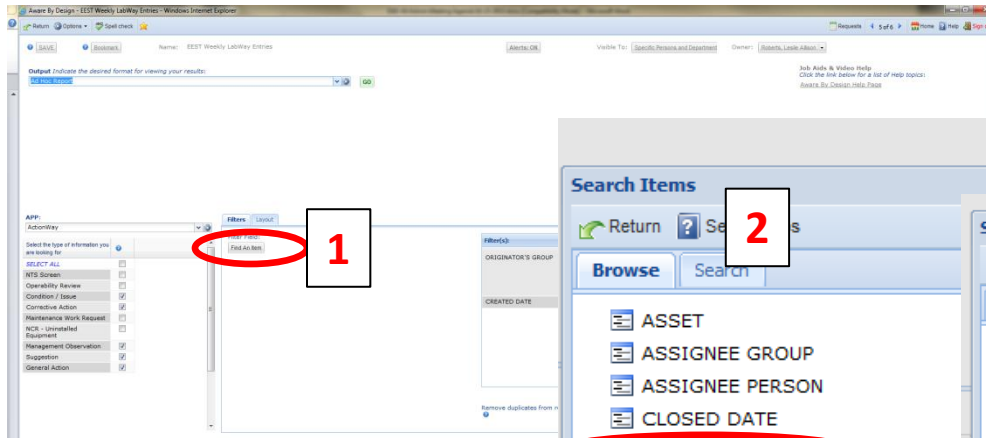 Aware By Design - EEST Weekly LabWay Entries - Windows Internet Explorer
Return Options Spell check
Requests 5 of 6 Home Help Sign
SAVE Bookmark Name: EEST Weekly LabWay Entries Alerts: Off Visible To: Specific Persons and Department Owner: Roberts, Leslie Allison
Output Indicate the desired format for viewing your results:
Ad Hoc Report GO
Job Aids & Video Help
Click the link below for a list of Help topics:
Aware By Design Help Page
APP:
ActionWay
Select the type of information you are looking for
SELECT ALL
NTS Screen
Operability Review
Condition / Issue
Corrective Action
Maintenance Work Request
NCR - Uninstalled
Equipment
Management Observation
Suggestion
General Action
Filters Layout
Find An Item
1
Filter(s):
ORIGINATOR'S GROUP
CREATED DATE
Remove duplicates from
Search Items
Return
2
Browse Search
ASSET
ASSIGNEE GROUP
ASSIGNEE PERSON
CLOSED DATE